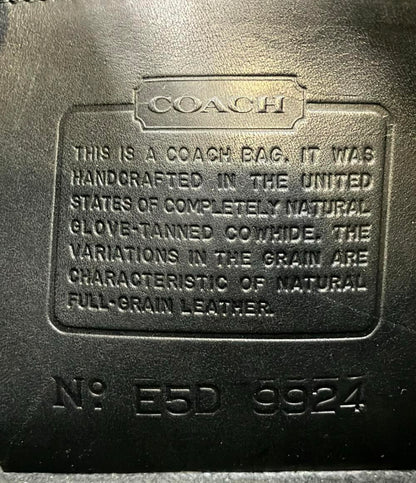 COACH
THIS IS A COACH BAG. IT WAS
HANDCRAFTED IN THE UNITED
STATES OF COMPLETELY NATURAL
GLOVE-TANNED COWHIDE. THE
VARIATIONS IN THE GRAIN ARE
CHARACTERISTIC OF NATURAL
FULL-GRAIN LEATHER.
Nº E5D 9924